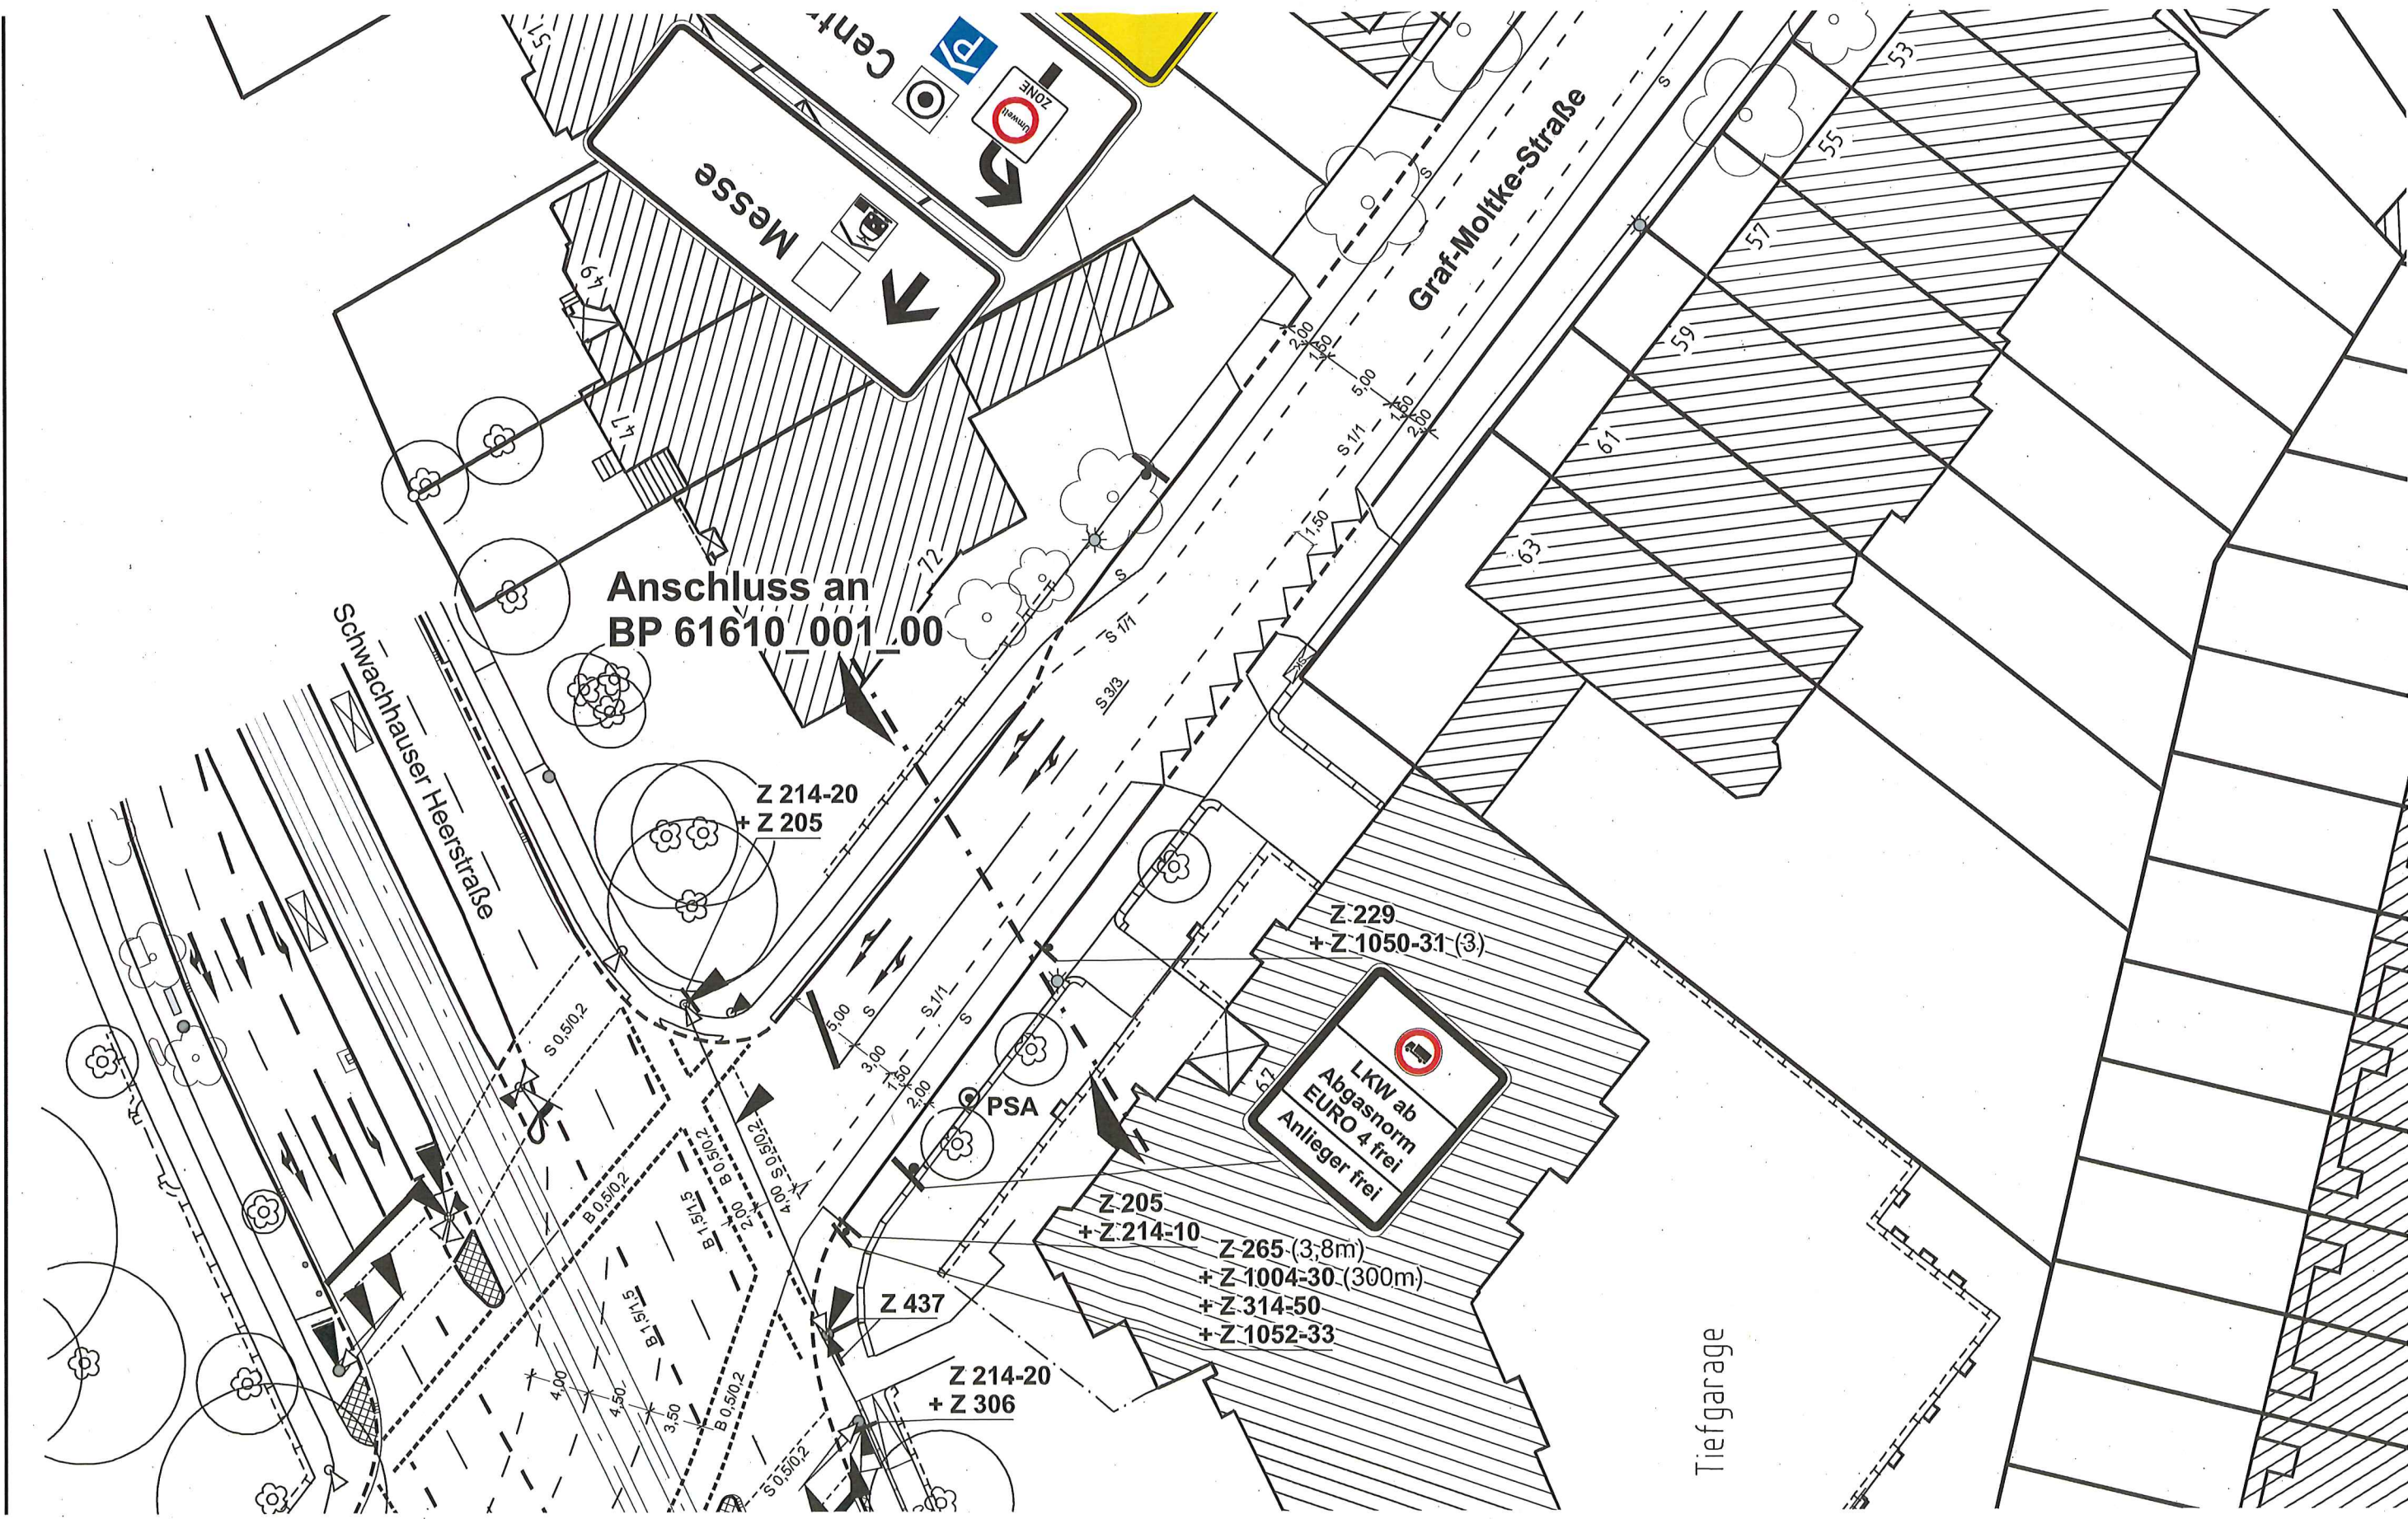 51
Centr
ZONE
Umwelt
Messe
Graf-Moltke-Straße
S
S
53
55
57
59
61
63
49
47
72
2,00
1,50
5,00
1,50
2,00
S 1/1
1,50
S
S 1/1
S 3/3
SK
Anschluss an
BP 61610_001_00
Schwachhauser Heerstraße
Z 214-20
+ Z 205
Z 229
+ Z 1050-31 (3)
S 0,5/0,2
5,00
S
S 1/1
S
3,00
1,50
2,00
PSA
67
LKW ab
Abgasnorm
EURO 4 frei
Anlieger frei
B 0,5/0,2
B 0,5/0,2
S 0,5/0,2
B 1,5/1,5
2,00
4,00
Z 205
+ Z 214-10
Z 265 (3,8m)
+ Z 1004-30 (300m)
+ Z 314-50
+ Z 1052-33
Z 437
B 1,5/1,5
4,00
4,50
3,50
B 0,5/0,2
Z 214-20
+ Z 306
S 0,5/0,2
Tiefgarage